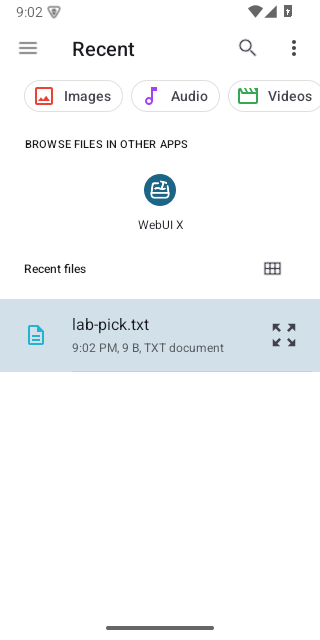 9:02
Recent
Images
Audio
Videos
BROWSE FILES IN OTHER APPS
WebUI X
Recent files
lab-pick.txt
9:02 PM, 9 B, TXT document